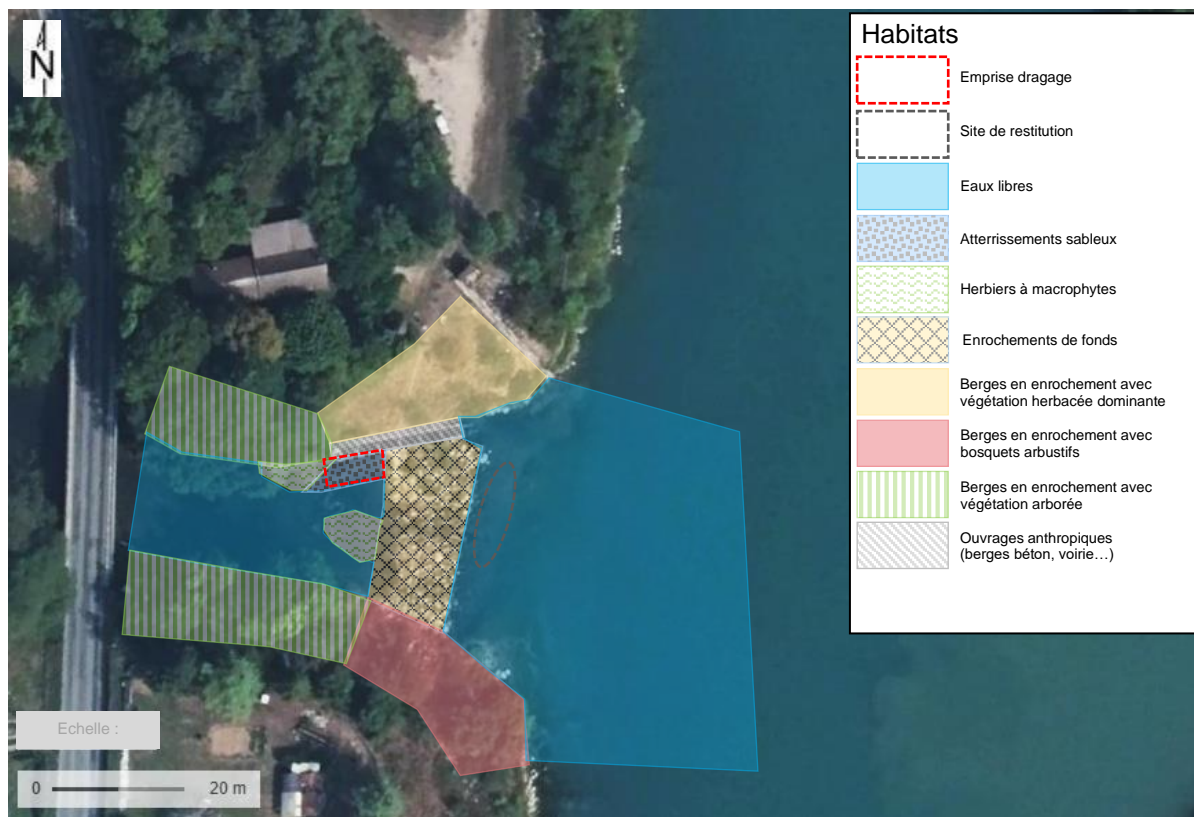 N
Habitats
Emprise dragage
Site de restitution
Eaux libres
Atterrissements sableux
Herbiers à macrophytes
Enrochements de fonds
Berges en enrochement avec
végétation herbacée dominante
Berges en enrochement avec
bosquets arbustifs
Berges en enrochement avec
végétation arborée
Ouvrages anthropiques
(berges béton, voirie…)
Echelle :
0 20 m